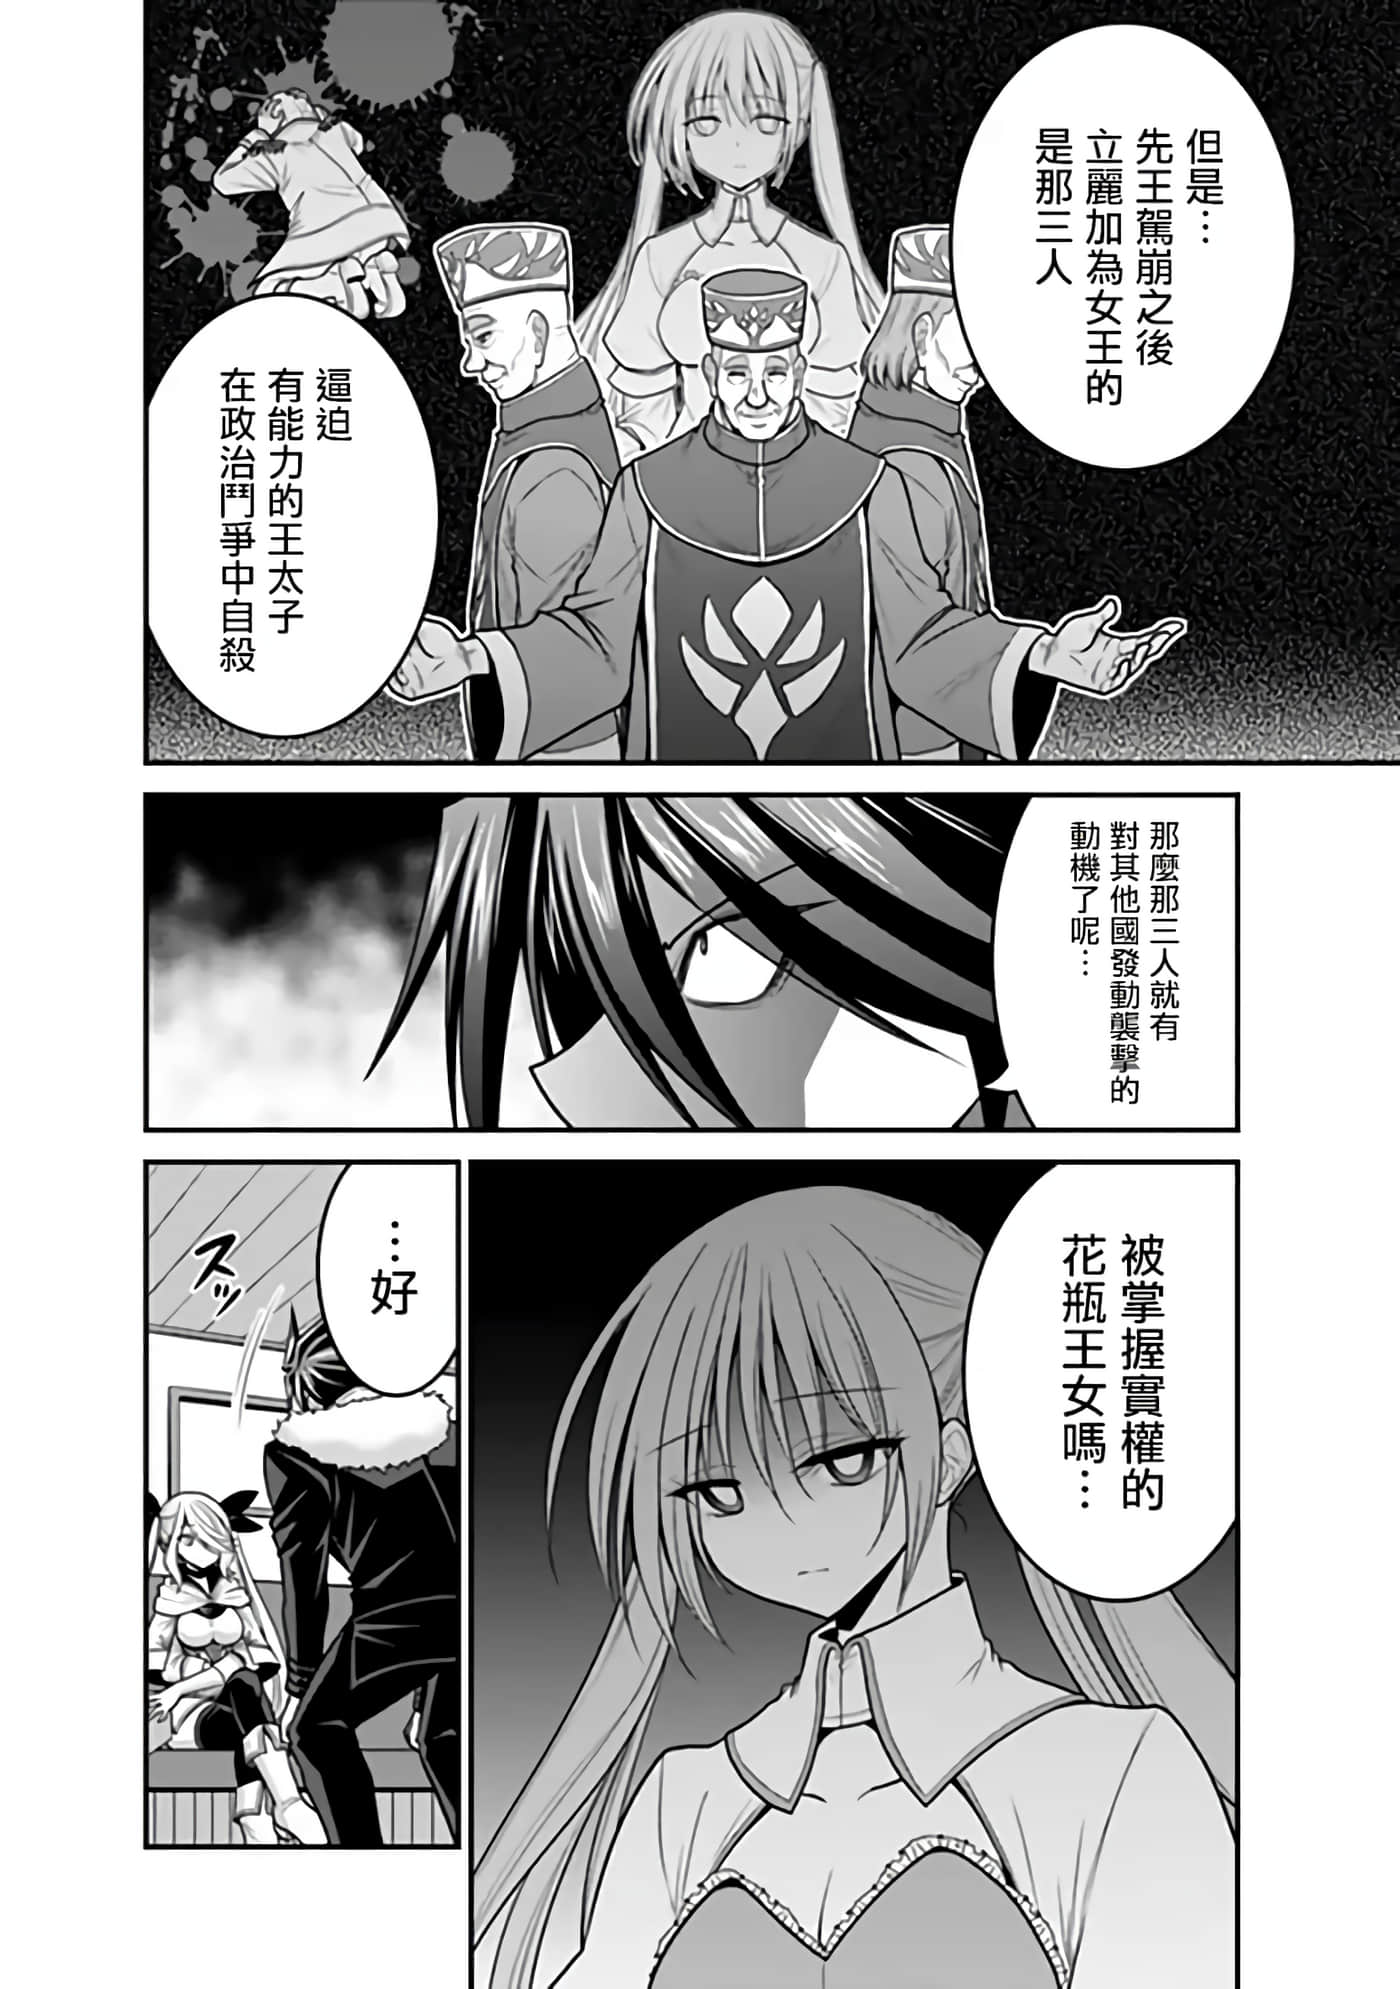 但是…
先王駕崩之後
立麗加為女王的
是那三人
逼迫
有能力的王太子
在政治鬥爭中自殺
那麼那三人就有
對其他國發動襲擊的
動機了呢…
被掌握實權的
花瓶王女嗎…
…好
スッ